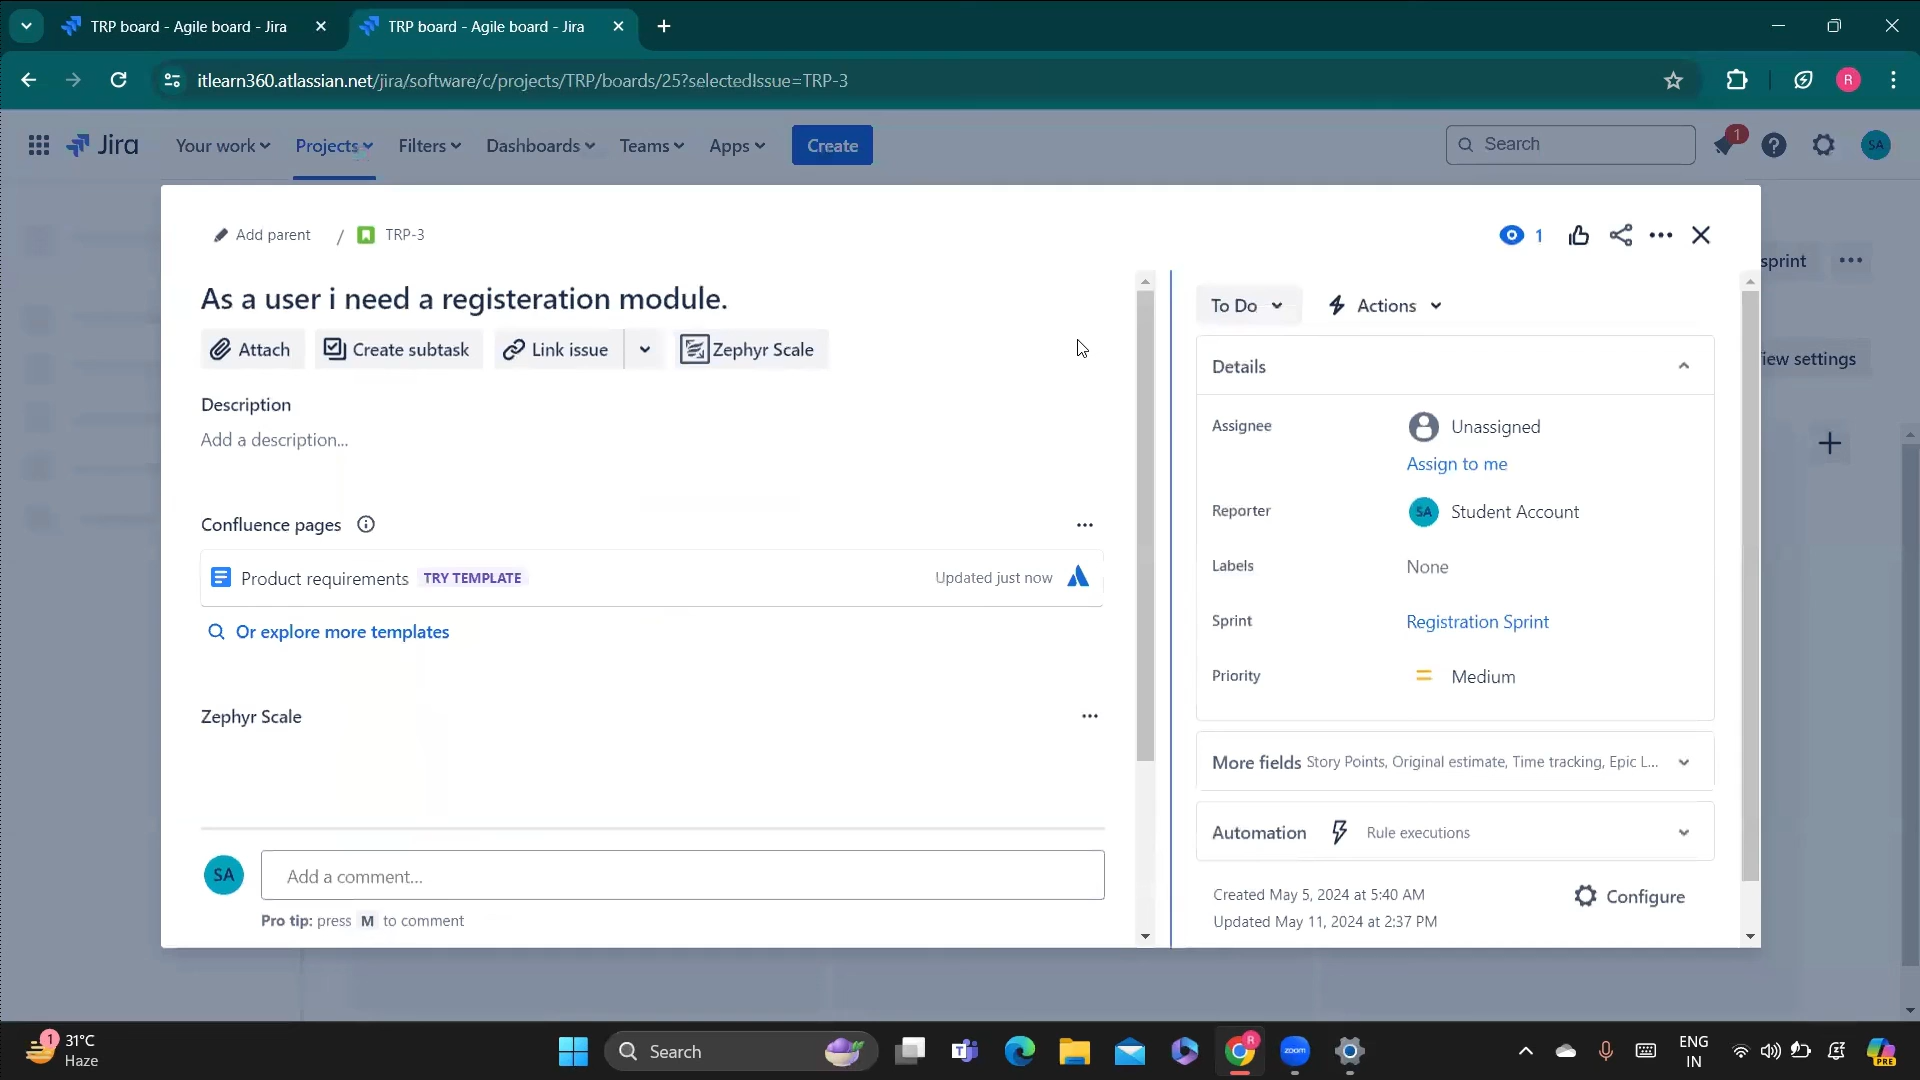 TRP board - Agile board - Jira
TRP board - Agile board - Jira
itlearn360.atlassian.net/jira/software/c/projects/TRP/boards/25?selectedIssue=TRP-3
R
Jira
Your work
Projects
Filters
Dashboards
Teams
Apps
Create
Search
1
SA
Add parent / TRP-3
1
sprint
As a user i need a registeration module.
Attach
Create subtask
Link issue
Zephyr Scale
Description
Add a description...
Confluence pages
Product requirements TRY TEMPLATE Updated just now
Or explore more templates
Zephyr Scale
SA
Add a comment...
Pro tip: press M to comment
To Do
Actions
iew settings
Details
Assignee Unassigned
Assign to me
Reporter SA Student Account
Labels None
Sprint Registration Sprint
Priority Medium
More fields Story Points, Original estimate, Time tracking, Epic L...
Automation Rule executions
Created May 5, 2024 at 5:40 AM
Updated May 11, 2024 at 2:37 PM
Configure
1
31°C
Haze
Search
R
zoom
ENG
IN
PRE